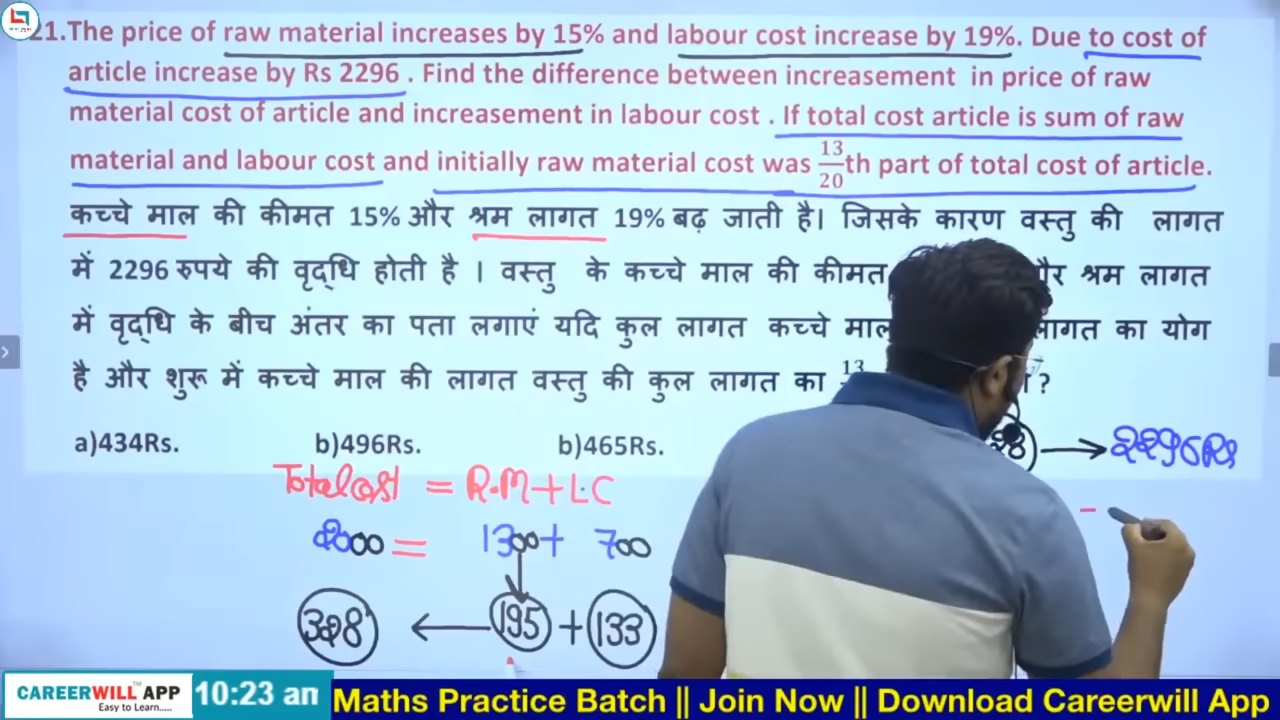 21.The price of raw material increases by 15% and labour cost increase by 19%. Due to cost of
article increase by Rs 2296 . Find the difference between increasement in price of raw
material cost of article and increasement in labour cost . If total cost article is sum of raw
material and labour cost and initially raw material cost was 13/20 th part of total cost of article.
कच्चे माल की कीमत 15% और श्रम लागत 19% बढ़ जाती है। जिसके कारण वस्तु की लागत
में 2296 रुपये की वृद्धि होती है । वस्तु के कच्चे माल की कीमत श्रम लागत
में वृद्धि के बीच अंतर का पता लगाएं यदि कुल लागत कच्चे माल का योग
है और शुरू में कच्चे माल की लागत वस्तु की कुल लागत का 13 ?
a)434Rs. b)496Rs. b)465Rs.
→ 2296Rs
Total cost = R.M+L.C
2000 = 1300+ 700
328 ← 195 + 133
CAREERWILL APP
Easy to Learn.....
10:23 an
Maths Practice Batch || Join Now || Download Careerwill App